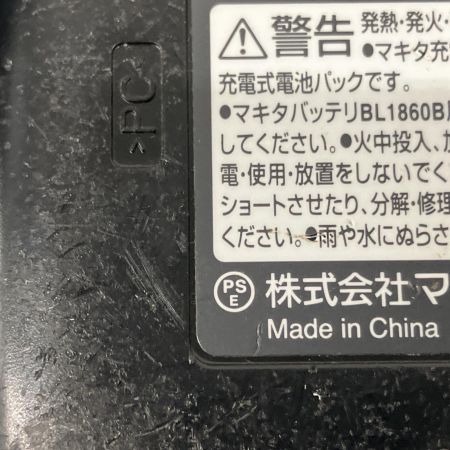 >PC<
警告 発熱・発火・
●マキタ充
充電式電池パックです。
●マキタバッテリBL1860B
してください。●火中投入、
電・使用・放置をしないでく
ショートさせたり、分解・修理
ください。●雨や水にぬらさ
PS
E
株式会社マ
Made in China